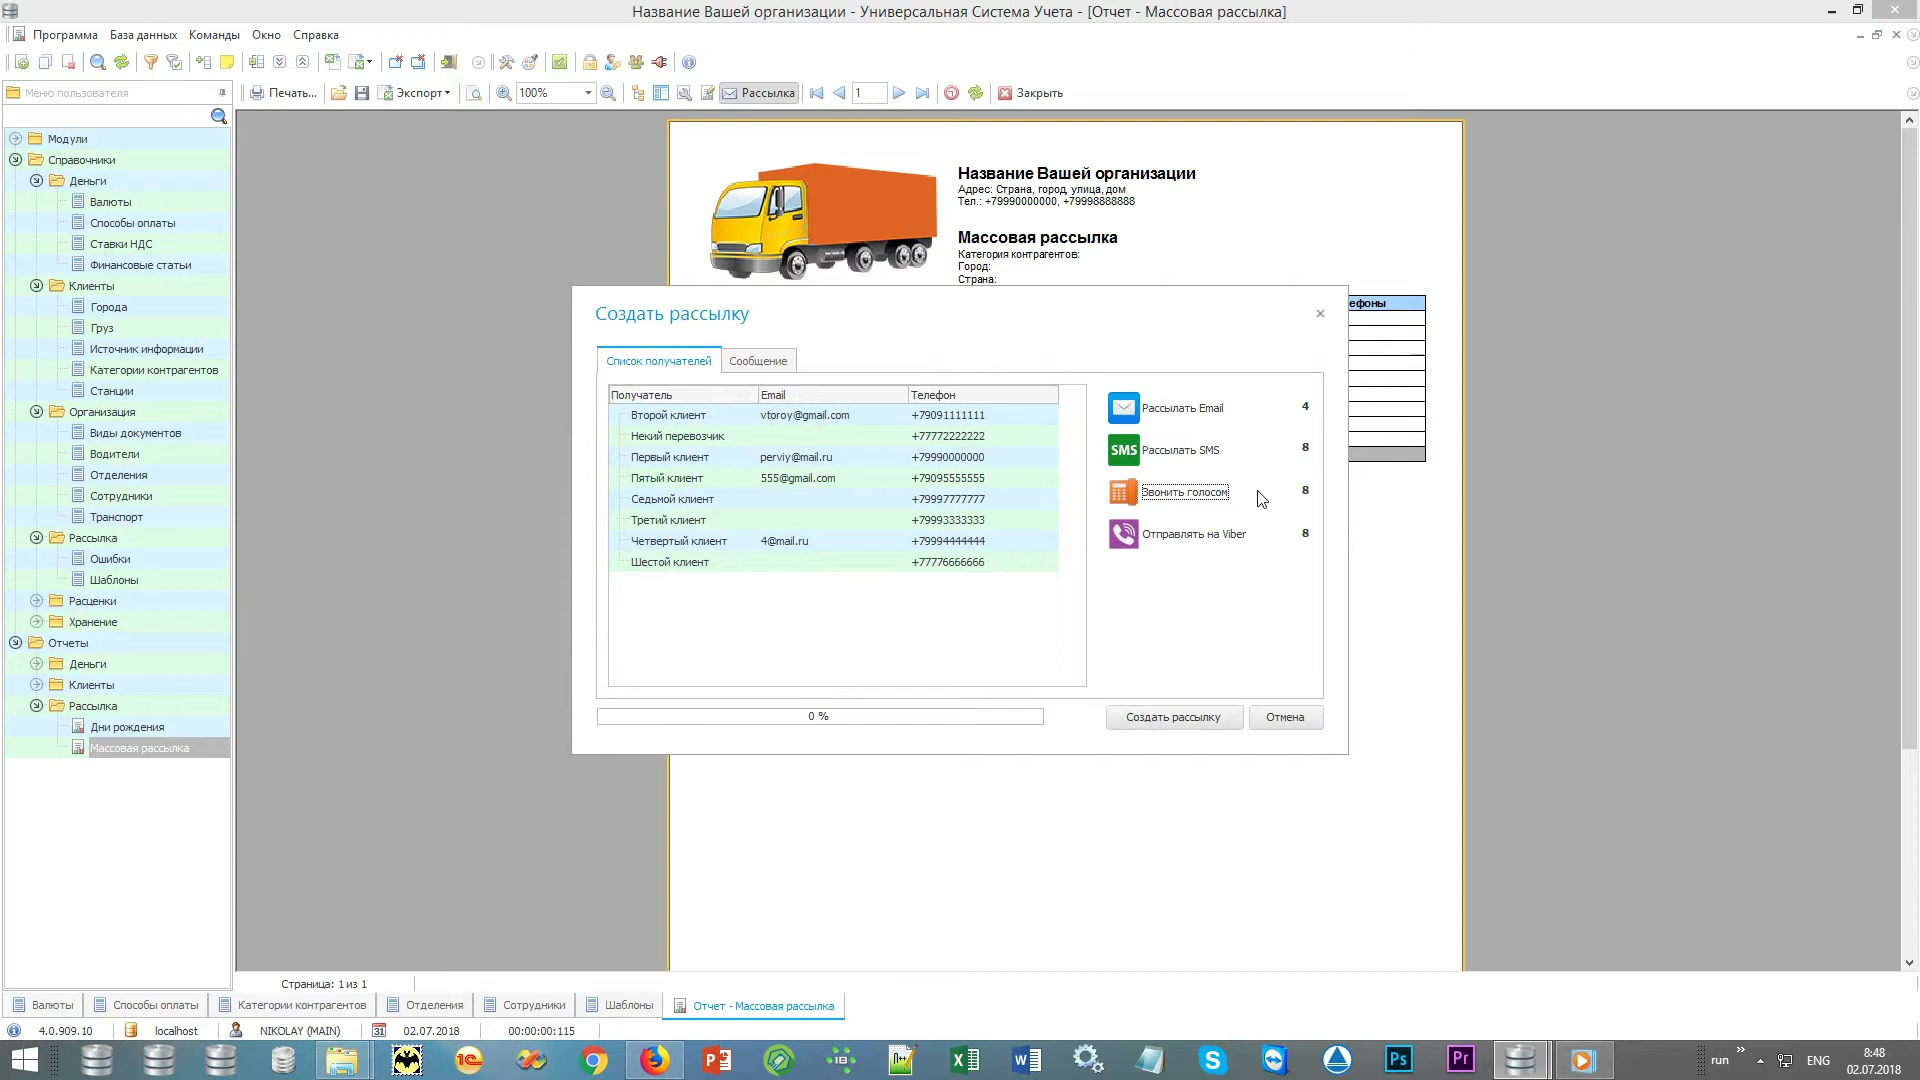 Название Вашей организации - Универсальная Система Учета - [Отчет - Массовая рассылка]
Программа База данных Команды Окно Справка
Меню пользователя
Печать... Экспорт 100% Рассылка 1 Закрыть
Модули
Справочники
Деньги
Валюты
Способы оплаты
Ставки НДС
Финансовые статьи
Клиенты
Города
Груз
Источник информации
Категории контрагентов
Станции
Организация
Виды документов
Водители
Отделения
Сотрудники
Транспорт
Рассылка
Ошибки
Шаблоны
Расценки
Хранение
Отчеты
Деньги
Клиенты
Рассылка
Дни рождения
Массовая рассылка
Название Вашей организации
Адрес: Страна, город, улица, дом
Тел.: +79990000000, +79998888888
Массовая рассылка
Категория контрагентов:
Город:
Страна:
ефоны
Создать рассылку
Список получателей Сообщение
Получатель Email Телефон
Второй клиент vtoroy@gmail.com +79091111111
Некий перевозчик +77772222222
Первый клиент perviy@mail.ru +79990000000
Пятый клиент 555@gmail.com +79095555555
Седьмой клиент +79997777777
Третий клиент +79993333333
Четвертый клиент 4@mail.ru +79994444444
Шестой клиент +77776666666
Рассылать Email 4
SMS Рассылать SMS 8
Звонить голосом 8
Отправлять на Viber 8
0 %
Создать рассылку Отмена
Страница: 1 из 1
Валюты Способы оплаты Категории контрагентов Отделения Сотрудники Шаблоны Отчет - Массовая рассылка
4.0.909.10 localhost NIKOLAY (MAIN) 31 02.07.2018 00:00:00:115
run ENG 8:48
02.07.2018